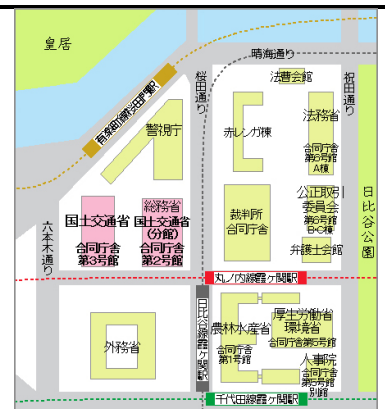 皇居
晴海通り
桜田通り
祝田通り
法曹会館
有楽町線桜田門駅
警視庁
赤レンガ棟
法務省
合同庁舎
第6号館
A棟
総務省
国土交通省
国土交通省
(分館)
合同庁舎
第3号館
合同庁舎
第2号館
裁判所
合同庁舎
公正取引
委員会
第6号館
B・C棟
弁護士会館
日比谷公園
六本木通り
丸ノ内線霞ヶ関駅
日比谷線霞ヶ関駅
外務省
農林水産省
合同庁舎
第1号館
厚生労働省
環境省
合同庁舎第5号館
人事院
合同庁舎
第5号館
別館
千代田線霞ヶ関駅